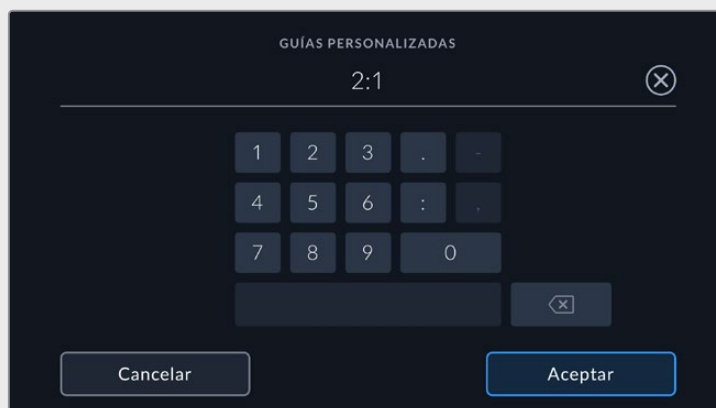 GUÍAS PERSONALIZADAS
2:1
1 2 3 . -
4 5 6 : ,
7 8 9 0
Cancelar Aceptar